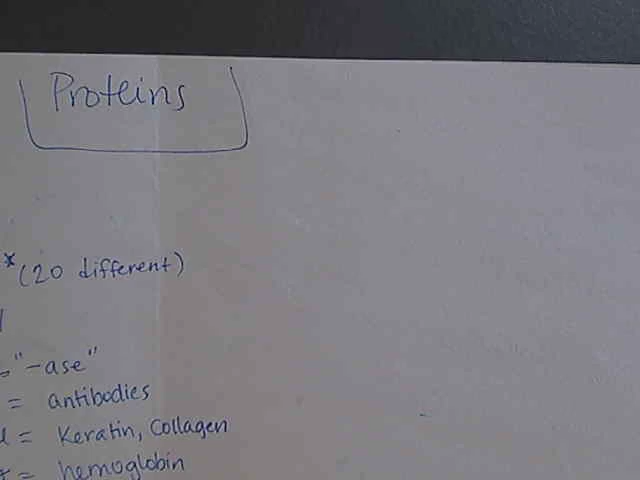 Proteins
*(20 different)
"-ase"
= antibodies
= Keratin, Collagen
= hemoglobin